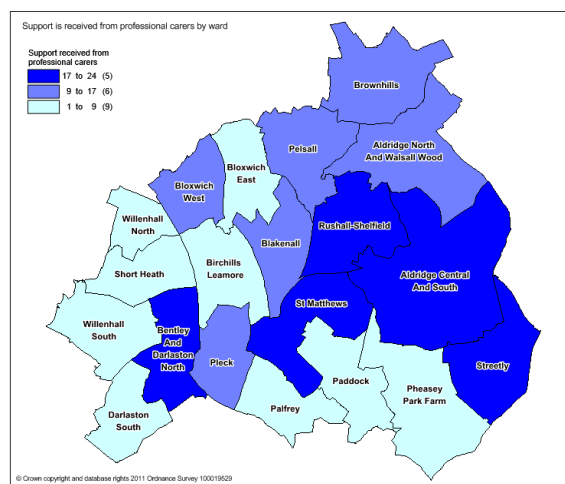 Support is received from professional carers by ward
Support received from
professional carers
17 to 24 (5)
9 to 17 (6)
1 to 9 (9)
Brownhills
Pelsall
Aldridge North
And Walsall Wood
Bloxwich
East
Bloxwich
West
Willenhall
North
Rushall-Shelfield
Blakenall
Birchills
Leamore
Short Heath
Aldridge Central
And South
St Matthews
Willenhall
South
Bentley
And
Darlaston
North
Pleck
Streetly
Paddock
Pheasey
Park Farm
Palfrey
Darlaston
South
© Crown copyright and database rights 2011 Ordnance Survey 100019529